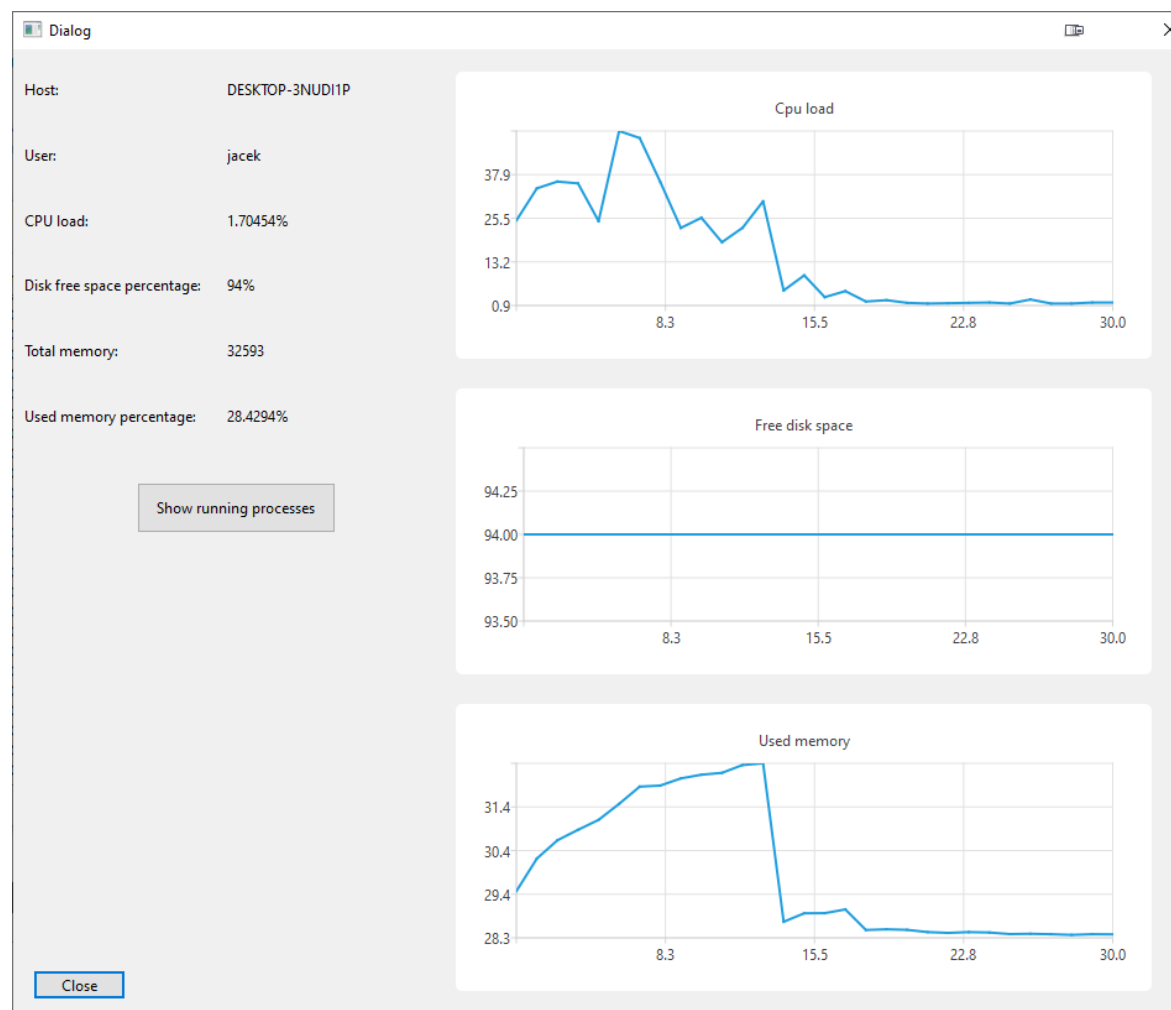 Dialog
Host: DESKTOP-3NUDI1P
User: jacek
CPU load: 1.70454%
Disk free space percentage: 94%
Total memory: 32593
Used memory percentage: 28.4294%
Show running processes
Close
Cpu load
37.9
25.5
13.2
0.9
8.3 15.5 22.8 30.0
Free disk space
94.25
94.00
93.75
93.50
8.3 15.5 22.8 30.0
Used memory
31.4
30.4
29.4
28.3
8.3 15.5 22.8 30.0